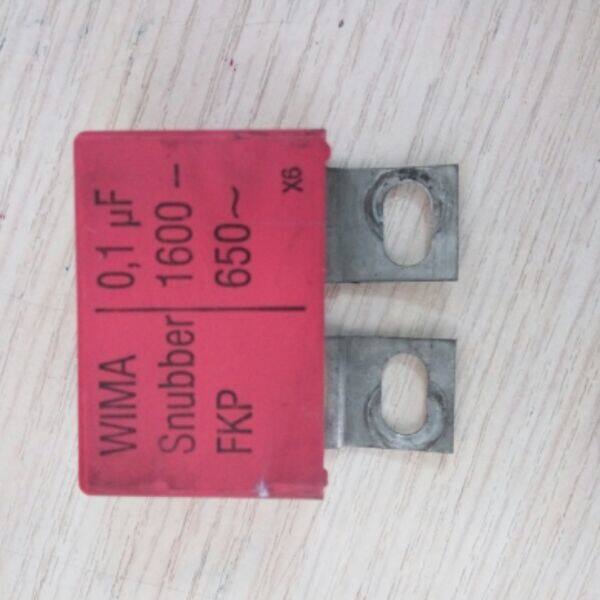 WIMA | 0,1 µF
Snubber | 1600 –
FKP | 650~
X6